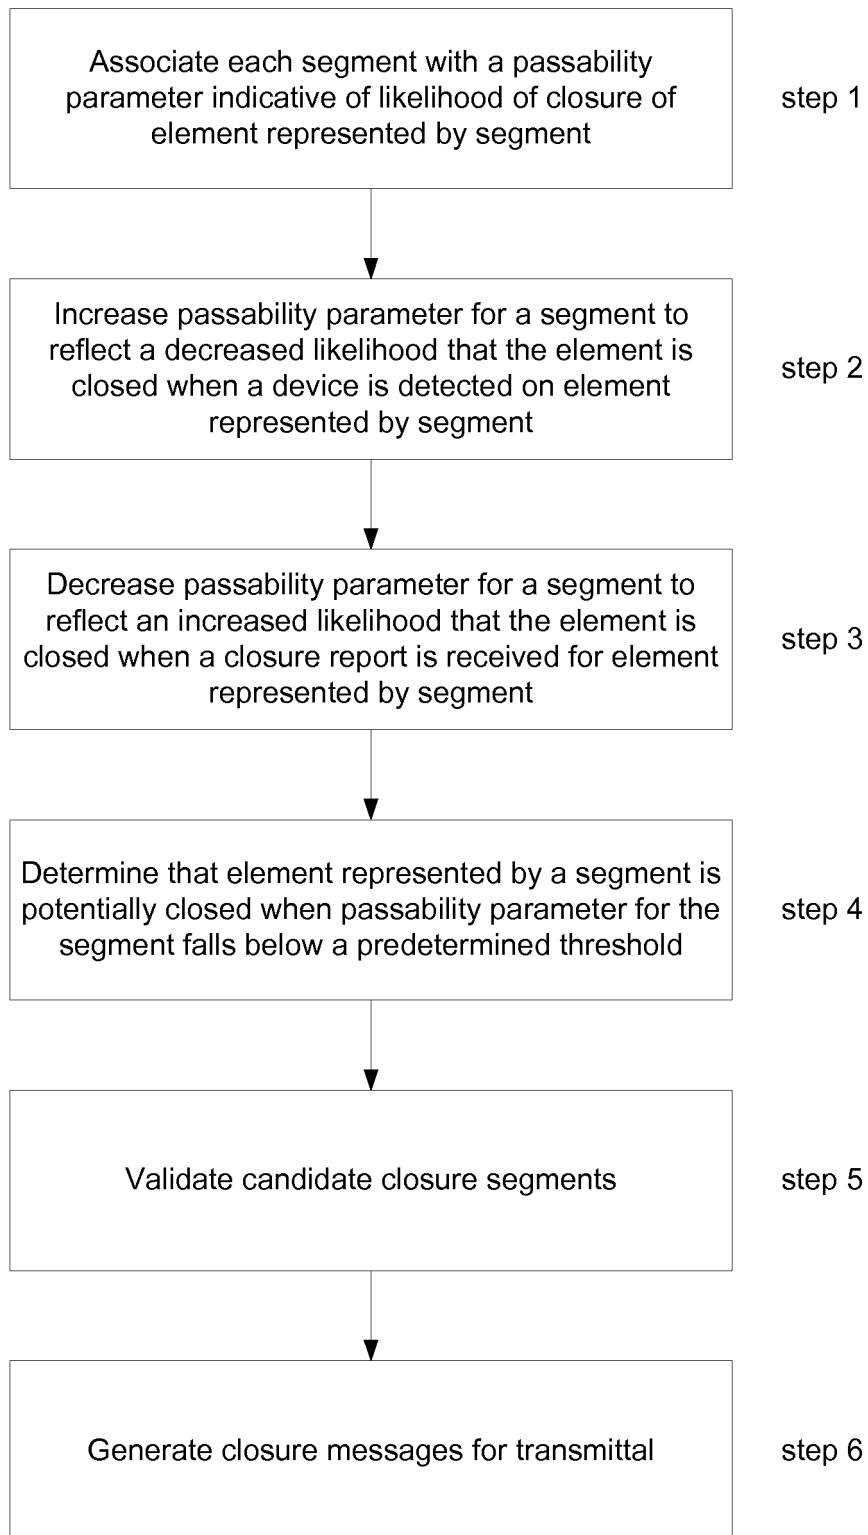 Associate each segment with a passability
parameter indicative of likelihood of closure of
element represented by segment
step 1
Increase passability parameter for a segment to
reflect a decreased likelihood that the element is
closed when a device is detected on element
represented by segment
step 2
Decrease passability parameter for a segment to
reflect an increased likelihood that the element is
closed when a closure report is received for element
represented by segment
step 3
Determine that element represented by a segment is
potentially closed when passability parameter for the
segment falls below a predetermined threshold
step 4
Validate candidate closure segments
step 5
Generate closure messages for transmittal
step 6